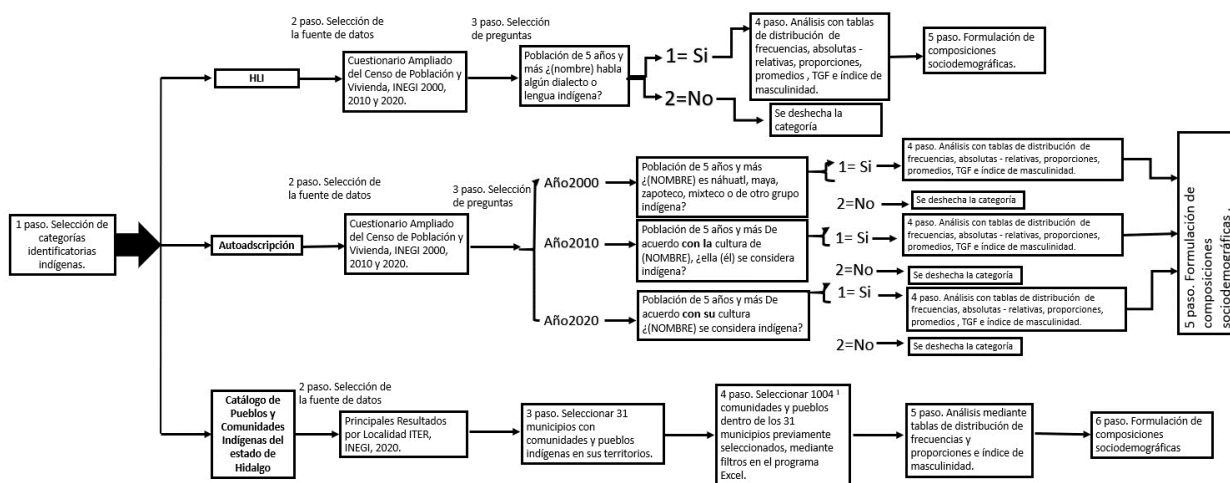 2 paso. Selección de
la fuente de datos
3 paso. Selección
de preguntas
HLI
Cuestionario Ampliado
del Censo de Población y
Vivienda, INEGI 2000,
2010 y 2020.
Población de 5 años y
más ¿(nombre) habla
algún dialecto o
lengua indígena?
1= Si
2=No
4 paso. Análisis con tablas
de distribución de
frecuencias, absolutas -
relativas, proporciones,
promedios , TGF e índice de
masculinidad.
5 paso. Formulación de
composiciones
sociodemográficas.
Se deshecha la
categoría
1 paso. Selección de
categorías
identificatorias
indígenas.
2 paso. Selección de
la fuente de datos
3 paso. Selección
de preguntas
Autoadscripción
Cuestionario Ampliado
del Censo de Población y
Vivienda, INEGI 2000,
2010 y 2020.
Año2000
Población de 5 años y más
¿(NOMBRE) es náhuatl, maya,
zapoteco, mixteco o de otro grupo
indígena?
1= Si
4 paso. Análisis con tablas de distribución de
frecuencias, absolutas - relativas, proporciones,
promedios, TGF e índice de masculinidad.
2=No
Se deshecha la categoría
Año2010
Población de 5 años y más De
acuerdo con la cultura de
(NOMBRE), ¿ella (él) se considera
indígena?
1= Si
4 paso. Análisis con tablas de distribución de
frecuencias, absolutas - relativas, proporciones,
promedios , TGF e índice de masculinidad.
2=No
Se deshecha la categoría
Año2020
Población de 5 años y más De
acuerdo con su cultura
¿(NOMBRE) se considera indígena?
1= Si
4 paso. Análisis con tablas de distribución de
frecuencias, absolutas - relativas, proporciones,
promedios , TGF e índice de masculinidad.
2=No
Se deshecha la categoría
5 paso. Formulación de
composiciones
sociodemográficas .
Catálogo de
Pueblos y
Comunidades
Indígenas del
estado de
Hidalgo
2 paso. Selección de
la fuente de datos
Principales Resultados
por Localidad ITER,
INEGI, 2020.
3 paso. Seleccionar 31
municipios con
comunidades y pueblos
indígenas en sus territorios.
4 paso. Seleccionar 1004 ¹
comunidades y pueblos
dentro de los 31
municipios previamente
seleccionados, mediante
filtros en el programa
Excel.
5 paso. Análisis mediante
tablas de distribución de
frecuencias y
proporciones e índice de
masculinidad.
6 paso. Formulación de
composiciones
sociodemográficas